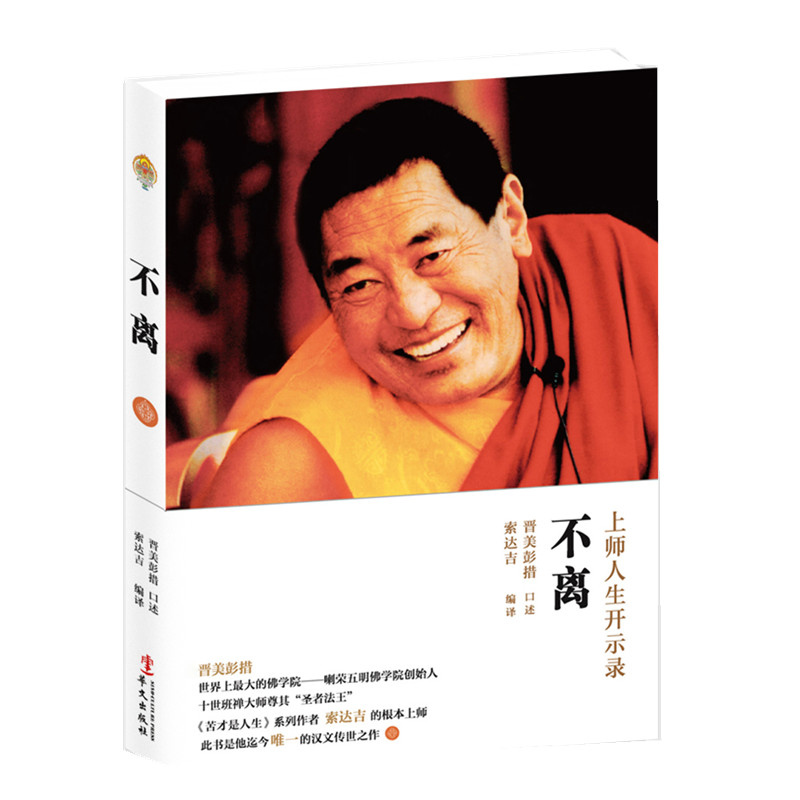 不离
晋美彭措 口述
索达吉 编译
华文出版社
SINO-CULTURE PRESS
上师人生开示录
不离
晋美彭措 口述
索达吉 编译
晋美彭措
世界上最大的佛学院——喇荣五明佛学院创始人
十世班禅大师尊其“圣者法王”
《苦才是人生》系列作者 索达吉 的根本上师
此书是他迄今唯一的汉文传世之作